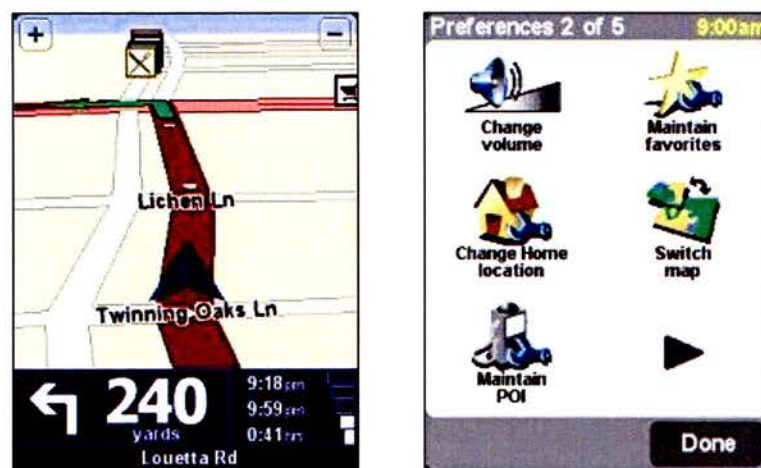 +
-
Lichen Ln
Twinning Oaks Ln
240
yards
9:18pm
9:59pm
0:41hrs
Louetta Rd
Preferences 2 of 5
9:00am
Change
volume
Maintain
favorites
Change Home
location
Switch
map
Maintain
POI
Done